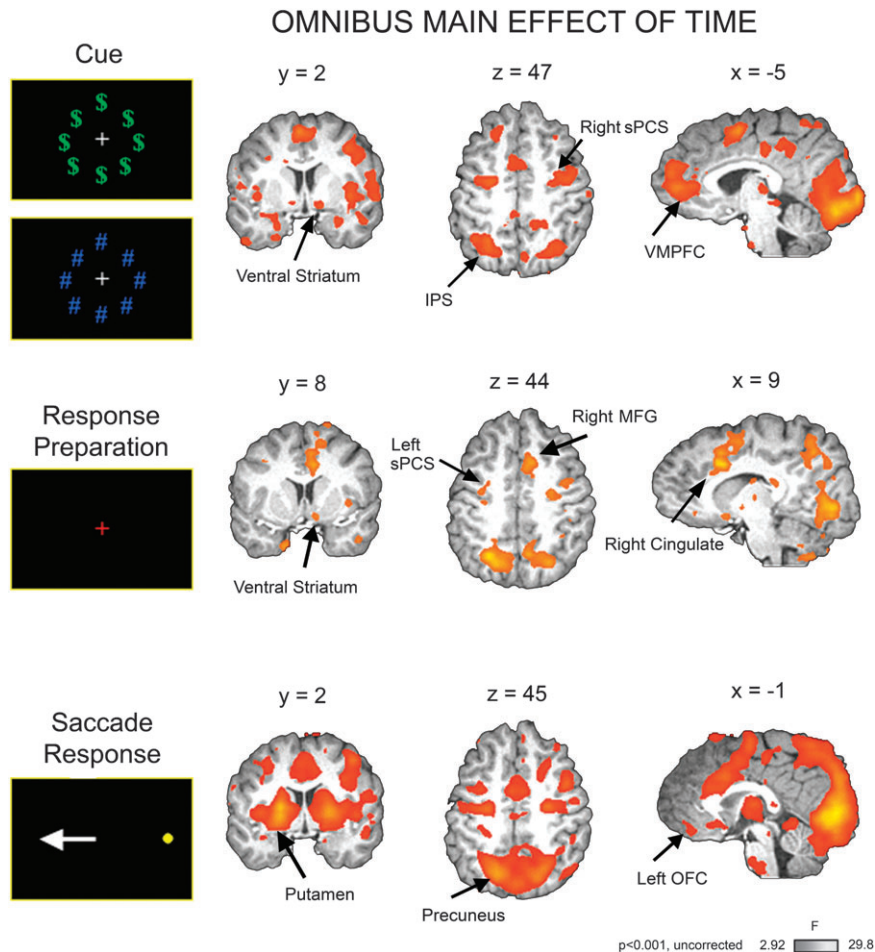 OMNIBUS MAIN EFFECT OF TIME
Cue
y = 2
z = 47
x = -5
$
$ $
$ + $
$ $
$
Right sPCS
Ventral Striatum
IPS
VMPFC
#
# #
# + #
# #
#
Response
Preparation
y = 8
z = 44
x = 9
Right MFG
Left
sPCS
+
Ventral Striatum
Right Cingulate
Saccade
Response
y = 2
z = 45
x = -1
Putamen
Precuneus
Left OFC
F
p<0.001, uncorrected 2.92 29.8